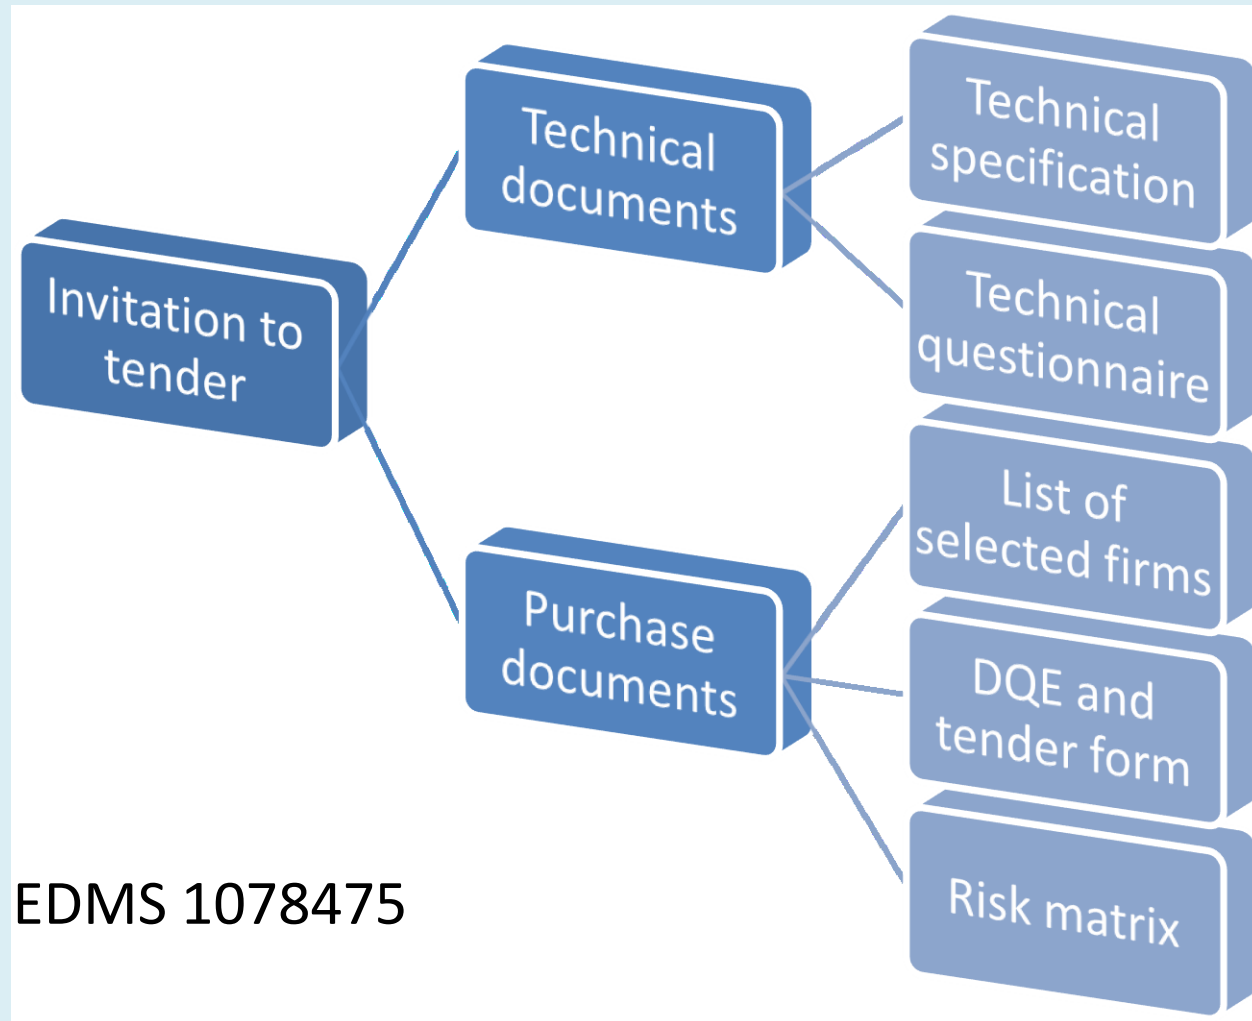 Invitation to
tender
Technical
documents
Technical
specification
Technical
questionnaire
Purchase
documents
List of
selected firms
DQE and
tender form
Risk matrix
EDMS 1078475